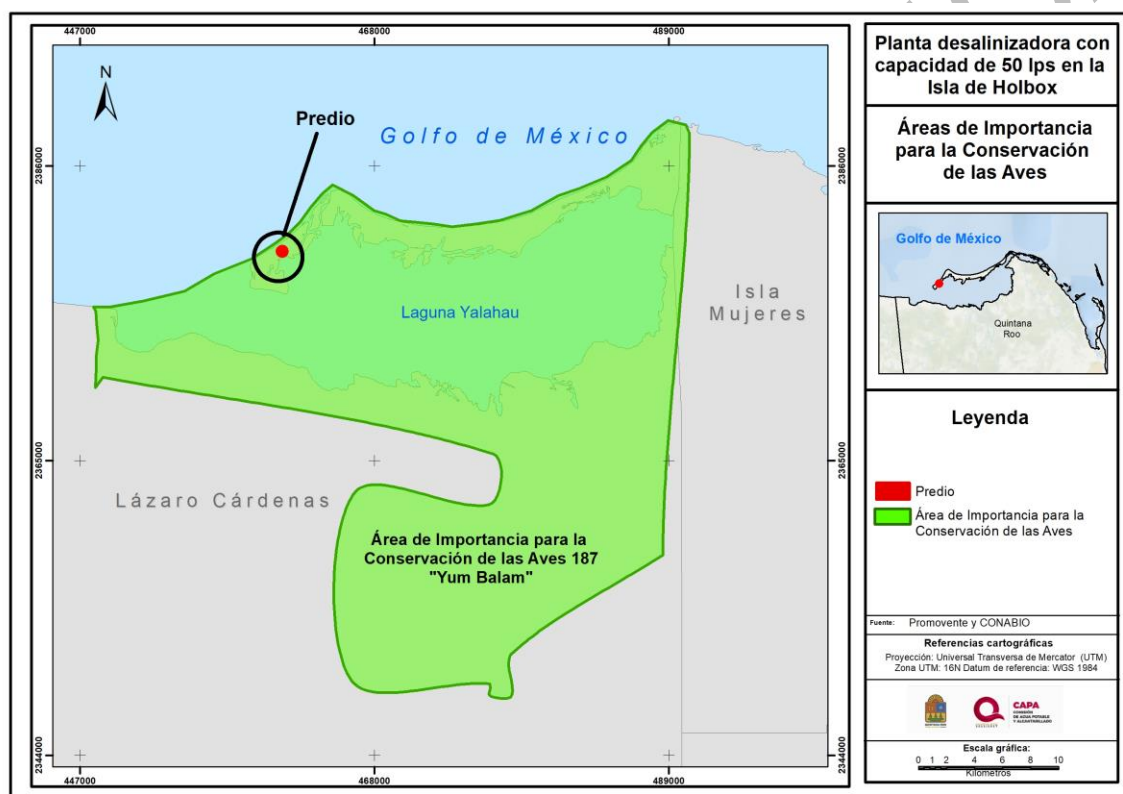 447000
468000
489000
N
Predio
Golfo de México
2386000
2386000
Laguna Yalahau
Isla
Mujeres
2365000
2365000
Lázaro Cárdenas
Área de Importancia para la
Conservación de las Aves 187
"Yum Balam"
2344000
2344000
447000
468000
489000
Planta desalinizadora con
capacidad de 50 lps en la
Isla de Holbox
Áreas de Importancia
para la Conservación
de las Aves
Golfo de México
Quintana
Roo
Leyenda
Predio
Área de Importancia para la
Conservación de las Aves
Fuente: Promovente y CONABIO
Referencias cartográficas
Proyección: Universal Transversa de Mercator (UTM)
Zona UTM: 16N Datum de referencia: WGS 1984
CAPA
COMISIÓN
DE AGUA POTABLE
Y ALCANTARILLADO
Escala gráfica:
0 1 2 4 6 8 10
Kilómetros